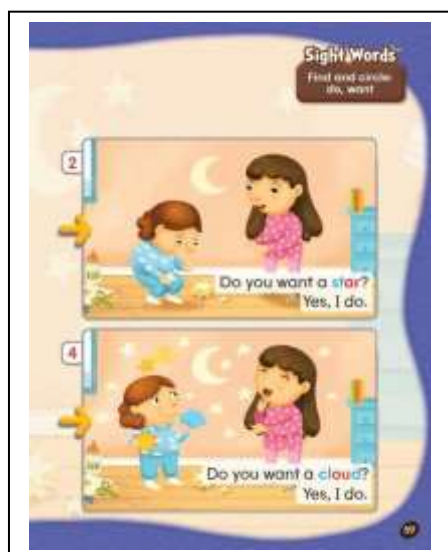 Sight Words
Find and circle:
do, want
2
Do you want a star?
Yes, I do.
4
Do you want a cloud?
Yes, I do.